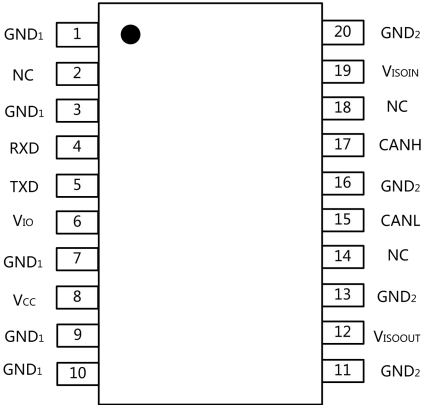 GND1 1 20 GND2
NC 2 19 VISOIN
GND1 3 18 NC
RXD 4 17 CANH
TXD 5 16 GND2
VIO 6 15 CANL
GND1 7 14 NC
VCC 8 13 GND2
GND1 9 12 VISOOUT
GND1 10 11 GND2